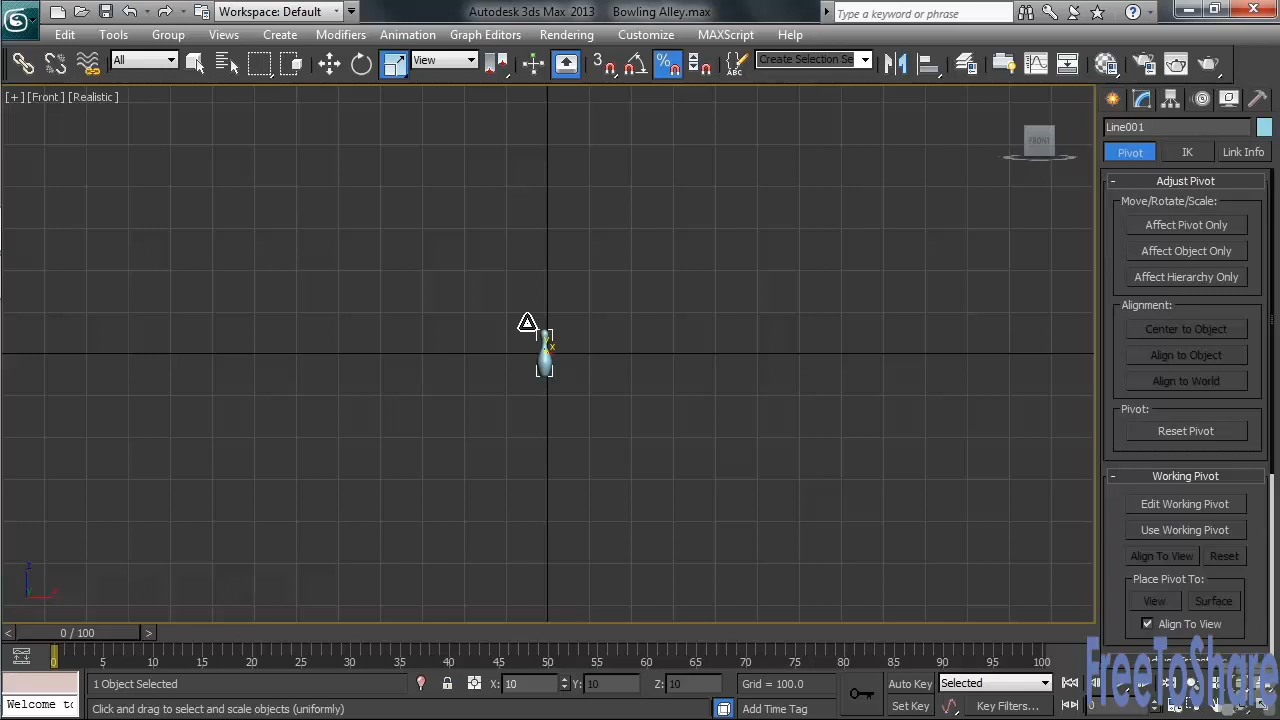 Workspace: Default
Autodesk 3ds Max 2013 Bowling Alley.max
Type a keyword or phrase
Edit Tools Group Views Create Modifiers Animation Graph Editors Rendering Customize MAXScript Help
All
View
3
%
ABC
Create Selection Se
[+] [Front] [Realistic]
FRONT
Line001
Pivot IK Link Info
- Adjust Pivot
Move/Rotate/Scale:
Affect Pivot Only
Affect Object Only
Affect Hierarchy Only
Alignment:
Center to Object
Align to Object
Align to World
Pivot:
Reset Pivot
- Working Pivot
Edit Working Pivot
Use Working Pivot
Align To View Reset
Place Pivot To:
View Surface
Align To View
x
z
< 0 / 100 >
0 5 10 15 20 25 30 35 40 45 50 55 60 65 70 75 80 85 90 95 100
1 Object Selected X: 10 Y: 10 Z: 10 Grid = 100.0 Auto Key Selected
Welcome to Click and drag to select and scale objects (uniformly) Add Time Tag Set Key Key Filters...
FreeToShare